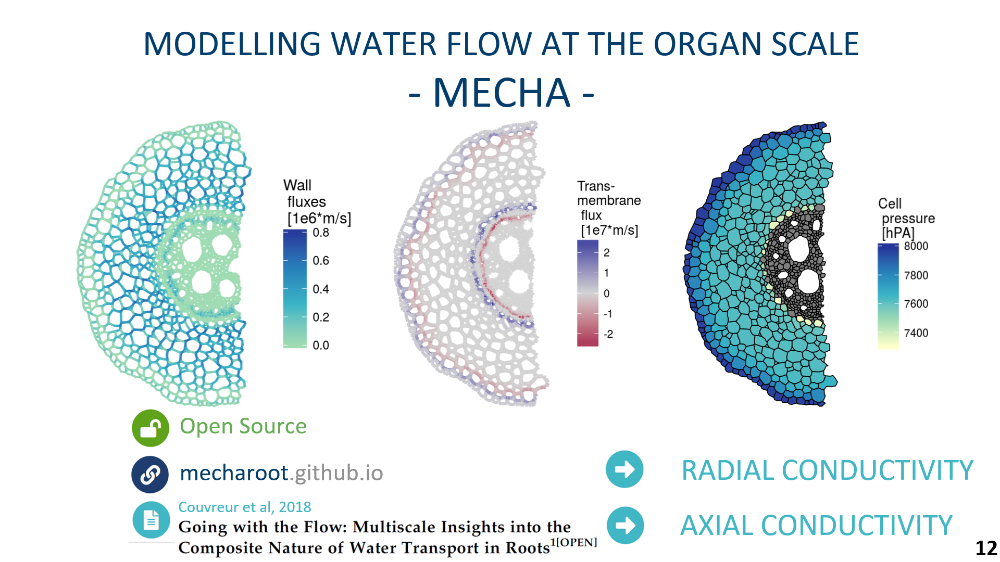 MODELLING WATER FLOW AT THE ORGAN SCALE
- MECHA -
Wall
fluxes
[1e6*m/s]
0.8
0.6
0.4
0.2
0.0
Trans-
membrane
flux
[1e7*m/s]
2
1
0
-1
-2
Cell
pressure
[hPA]
8000
7800
7600
7400
Open Source
mecharoot.github.io
Couvreur et al, 2018
Going with the Flow: Multiscale Insights into the
Composite Nature of Water Transport in Roots1[OPEN]
RADIAL CONDUCTIVITY
AXIAL CONDUCTIVITY
12